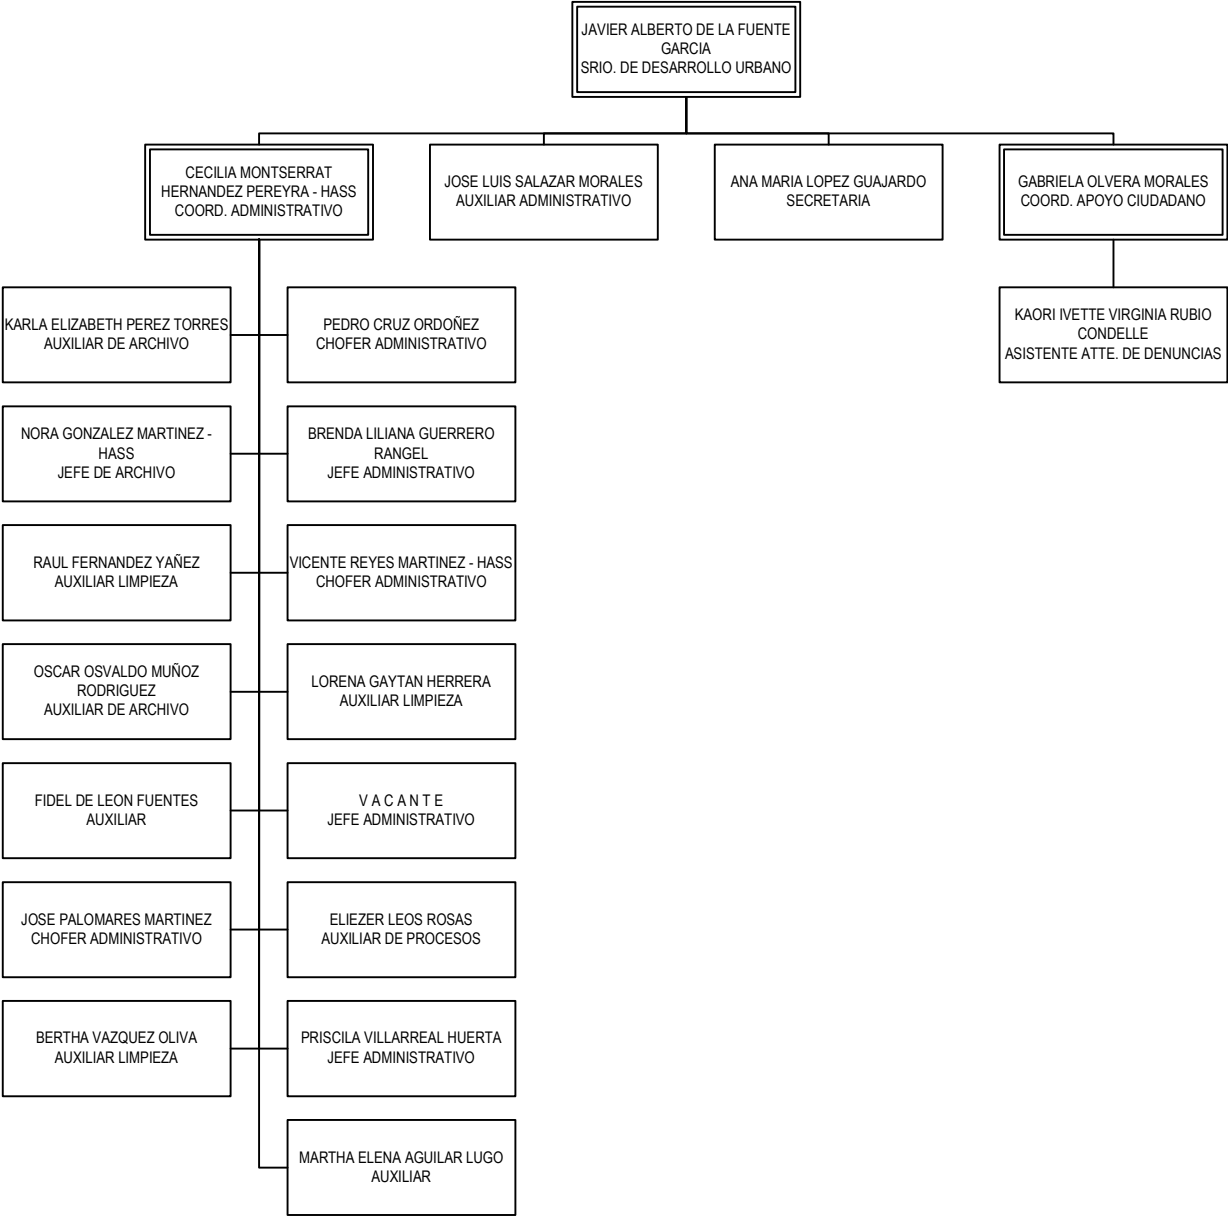 JAVIER ALBERTO DE LA FUENTE
GARCIA
SRIO. DE DESARROLLO URBANO
CECILIA MONTSERRAT
HERNANDEZ PEREYRA - HASS
COORD. ADMINISTRATIVO
JOSE LUIS SALAZAR MORALES
AUXILIAR ADMINISTRATIVO
ANA MARIA LOPEZ GUAJARDO
SECRETARIA
GABRIELA OLVERA MORALES
COORD. APOYO CIUDADANO
KARLA ELIZABETH PEREZ TORRES
AUXILIAR DE ARCHIVO
PEDRO CRUZ ORDOÑEZ
CHOFER ADMINISTRATIVO
KAORI IVETTE VIRGINIA RUBIO
CONDELLE
ASISTENTE ATTE. DE DENUNCIAS
NORA GONZALEZ MARTINEZ -
HASS
JEFE DE ARCHIVO
BRENDA LILIANA GUERRERO
RANGEL
JEFE ADMINISTRATIVO
RAUL FERNANDEZ YAÑEZ
AUXILIAR LIMPIEZA
VICENTE REYES MARTINEZ - HASS
CHOFER ADMINISTRATIVO
OSCAR OSVALDO MUÑOZ
RODRIGUEZ
AUXILIAR DE ARCHIVO
LORENA GAYTAN HERRERA
AUXILIAR LIMPIEZA
FIDEL DE LEON FUENTES
AUXILIAR
V A C A N T E
JEFE ADMINISTRATIVO
JOSE PALOMARES MARTINEZ
CHOFER ADMINISTRATIVO
ELIEZER LEOS ROSAS
AUXILIAR DE PROCESOS
BERTHA VAZQUEZ OLIVA
AUXILIAR LIMPIEZA
PRISCILA VILLARREAL HUERTA
JEFE ADMINISTRATIVO
MARTHA ELENA AGUILAR LUGO
AUXILIAR